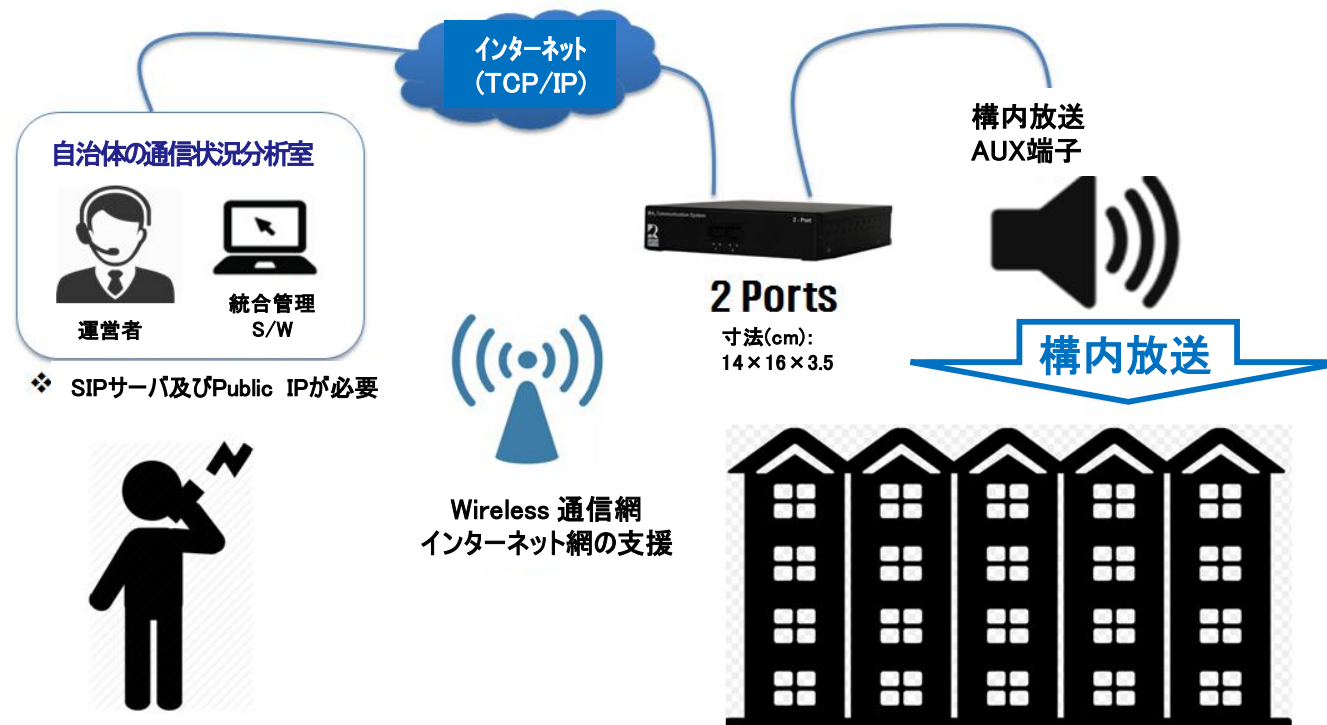 インターネット
(TCP/IP)
自治体の通信状況分析室
運営者
統合管理
S/W
❖ SIPサーバ及びPublic IPが必要
構内放送
AUX端子
Communication System
2 - Port
2 Ports
寸法(cm):
14×16×3.5
構内放送
Wireless 通信網
インターネット網の支援